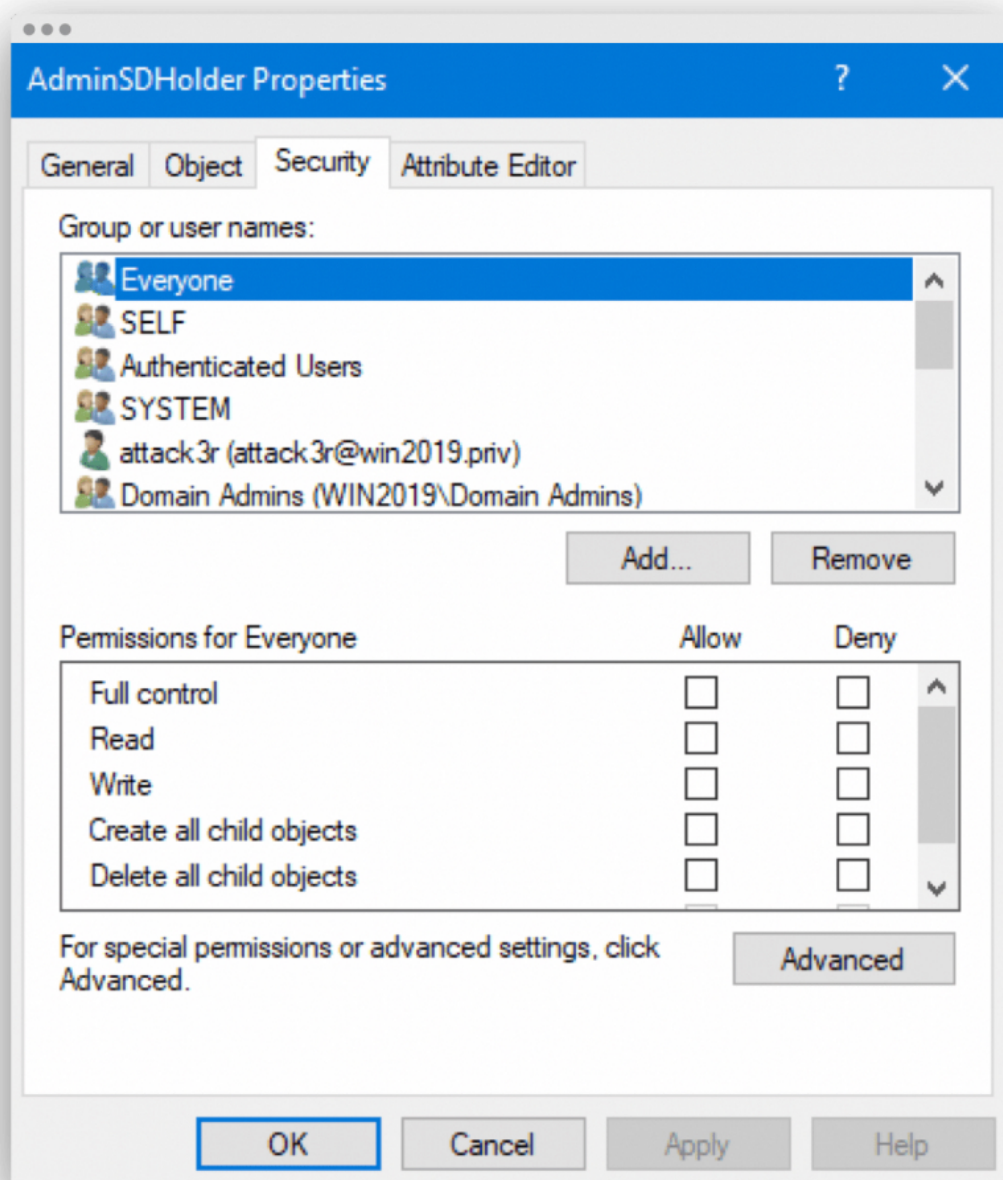 AdminSDHolder Properties ? ×
General Object Security Attribute Editor
Group or user names:
Everyone
SELF
Authenticated Users
SYSTEM
attack3r (attack3r@win2019.priv)
Domain Admins (WIN2019\Domain Admins)
Add... Remove
Permissions for Everyone Allow Deny
Full control
Read
Write
Create all child objects
Delete all child objects
For special permissions or advanced settings, click
Advanced.
Advanced
OK Cancel Apply Help